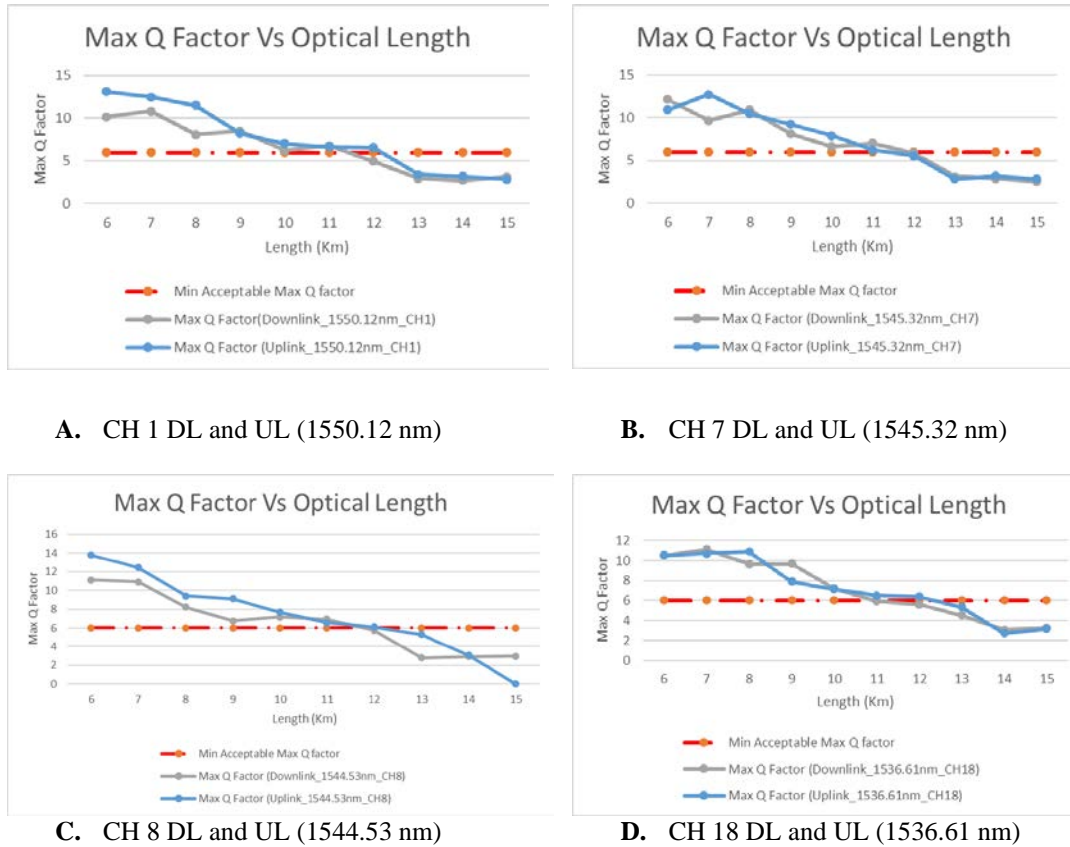 Max Q Factor Vs Optical Length
15
10
5
0
Max Q Factor
6 7 8 9 10 11 12 13 14 15
Length (Km)
Min Acceptable Max Q factor
Max Q Factor(Downlink_1550.12nm_CH1)
Max Q Factor (Uplink_1550.12nm_CH1)
Max Q Factor Vs Optical Length
15
10
5
0
Max Q Factor
6 7 8 9 10 11 12 13 14 15
Length (Km)
Min Acceptable Max Q factor
Max Q Factor (Downlink_1545.32nm_CH7)
Max Q Factor (Uplink_1545.32nm_CH7)
A. CH 1 DL and UL (1550.12 nm)
B. CH 7 DL and UL (1545.32 nm)
Max Q Factor Vs Optical Length
16
14
12
10
8
6
4
2
0
Max Q Factor
6 7 8 9 10 11 12 13 14 15
Length (Km)
Min Acceptable Max Q factor
Max Q Factor (Downlink_1544.53nm_CH8)
Max Q Factor (Uplink_1544.53nm_CH8)
Max Q Factor Vs Optical Length
12
10
8
6
4
2
0
Max Q Factor
6 7 8 9 10 11 12 13 14 15
Length (Km)
Min Acceptable Max Q factor
Max Q Factor (Downlink_1536.61nm_CH18)
Max Q Factor (Uplink_1536.61nm_CH18)
C. CH 8 DL and UL (1544.53 nm)
D. CH 18 DL and UL (1536.61 nm)